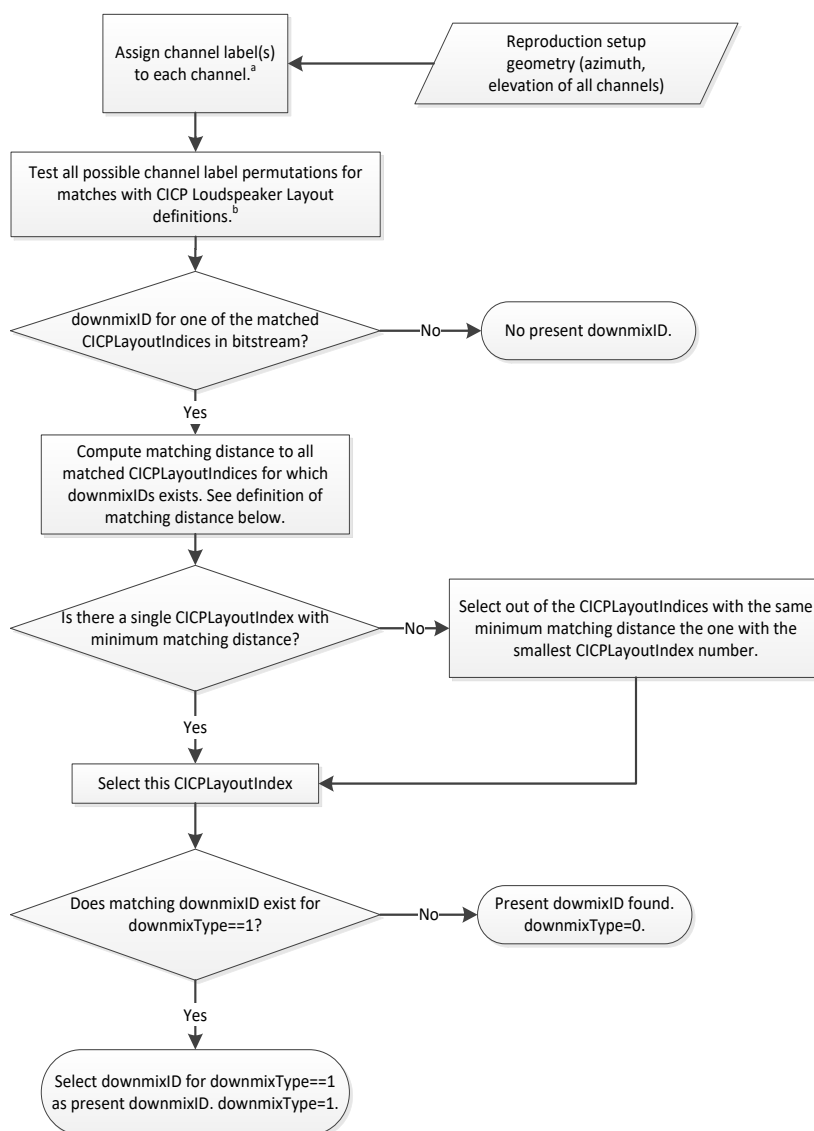 Assign channel label(s)
to each channel.a
Reproduction setup
geometry (azimuth,
elevation of all channels)
Test all possible channel label permutations for
matches with CICP Loudspeaker Layout
definitions.b
downmixID for one of the matched
CICPLayoutIndices in bitstream?
No
No present downmixID.
Yes
Compute matching distance to all
matched CICPLayoutIndices for which
downmixIDs exists. See definition of
matching distance below.
Is there a single CICPLayoutIndex with
minimum matching distance?
No
Select out of the CICPLayoutIndices with the same
minimum matching distance the one with the
smallest CICPLayoutIndex number.
Yes
Select this CICPLayoutIndex
Does matching downmixID exist for
downmixType==1?
No
Present dowmixID found.
downmixType=0.
Yes
Select downmixID for downmixType==1
as present downmixID. downmixType=1.